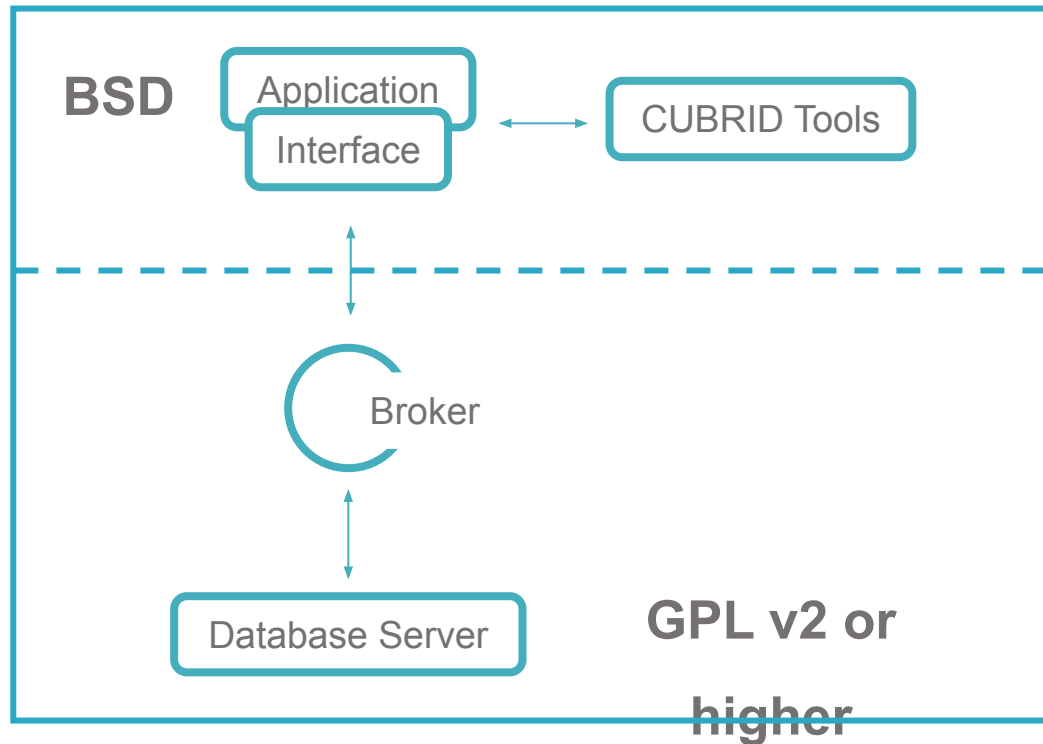 BSD
Application
Interface
CUBRID Tools
Broker
Database Server
GPL v2 or
higher